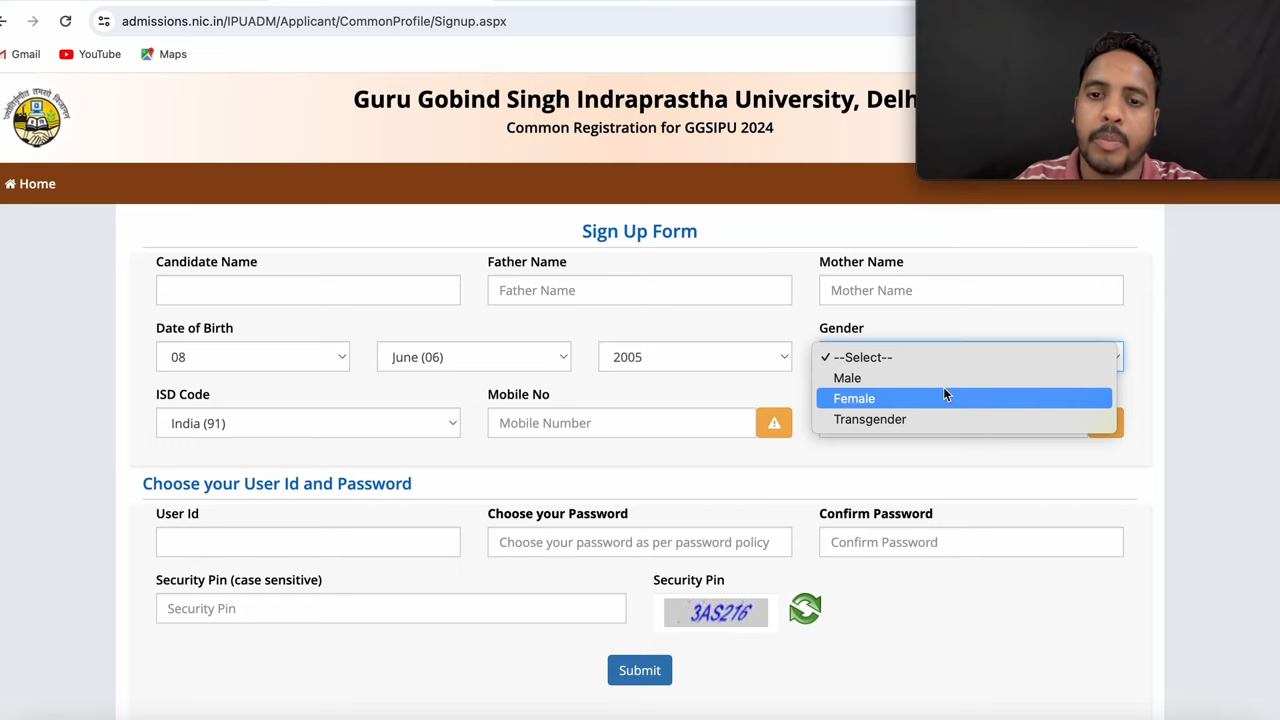 admissions.nic.in/IPUADM/Applicant/CommonProfile/Signup.aspx
Gmail YouTube Maps
Guru Gobind Singh Indraprastha University, Delh
Common Registration for GGSIPU 2024
Home
Sign Up Form
Candidate Name Father Name Mother Name
Father Name Mother Name
Date of Birth Gender
08 June (06) 2005 ✓ --Select--
Male
ISD Code Mobile No
Female
India (91) Mobile Number Transgender
Choose your User Id and Password
User Id Choose your Password Confirm Password
Choose your password as per password policy Confirm Password
Security Pin (case sensitive) Security Pin
Security Pin 3AS216
Submit